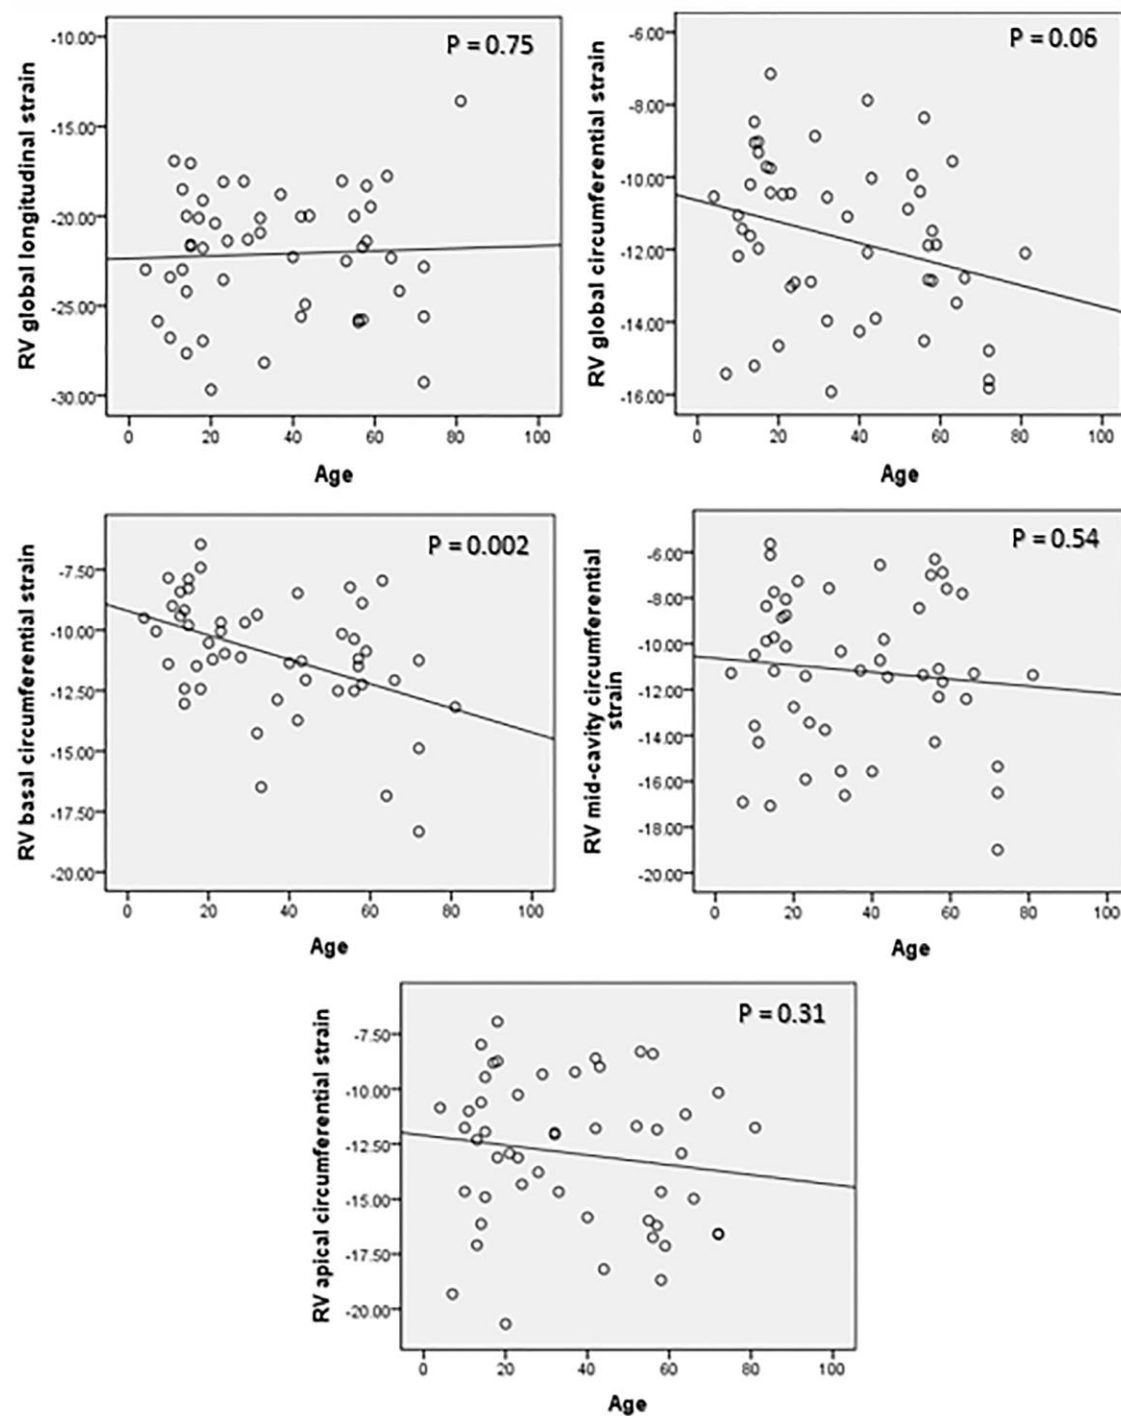 P = 0.75
RV global longitudinal strain
-10.00
-15.00
-20.00
-25.00
-30.00
0 20 40 60 80 100
Age
P = 0.06
RV global circumferential strain
-6.00
-8.00
-10.00
-12.00
-14.00
-16.00
0 20 40 60 80 100
Age
P = 0.002
RV basal circumferential strain
-7.50
-10.00
-12.50
-15.00
-17.50
-20.00
0 20 40 60 80 100
Age
P = 0.54
RV mid-cavity circumferential
strain
-6.00
-8.00
-10.00
-12.00
-14.00
-16.00
-18.00
-20.00
0 20 40 60 80 100
Age
P = 0.31
RV apical circumferential strain
-7.50
-10.00
-12.50
-15.00
-17.50
-20.00
0 20 40 60 80 100
Age